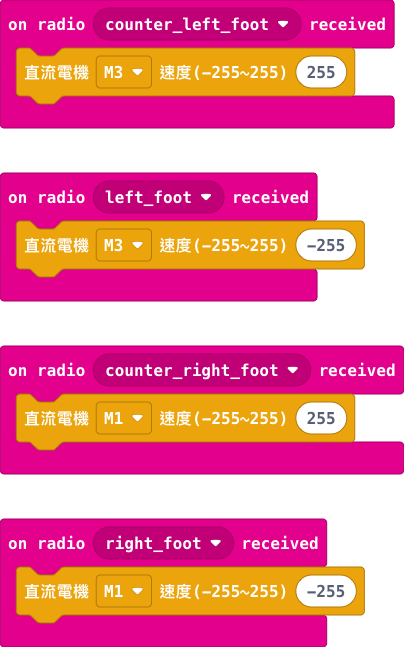 on radio counter_left_foot received
直流電機 M3 速度(-255~255) 255
on radio left_foot received
直流電機 M3 速度(-255~255) -255
on radio counter_right_foot received
直流電機 M1 速度(-255~255) 255
on radio right_foot received
直流電機 M1 速度(-255~255) -255